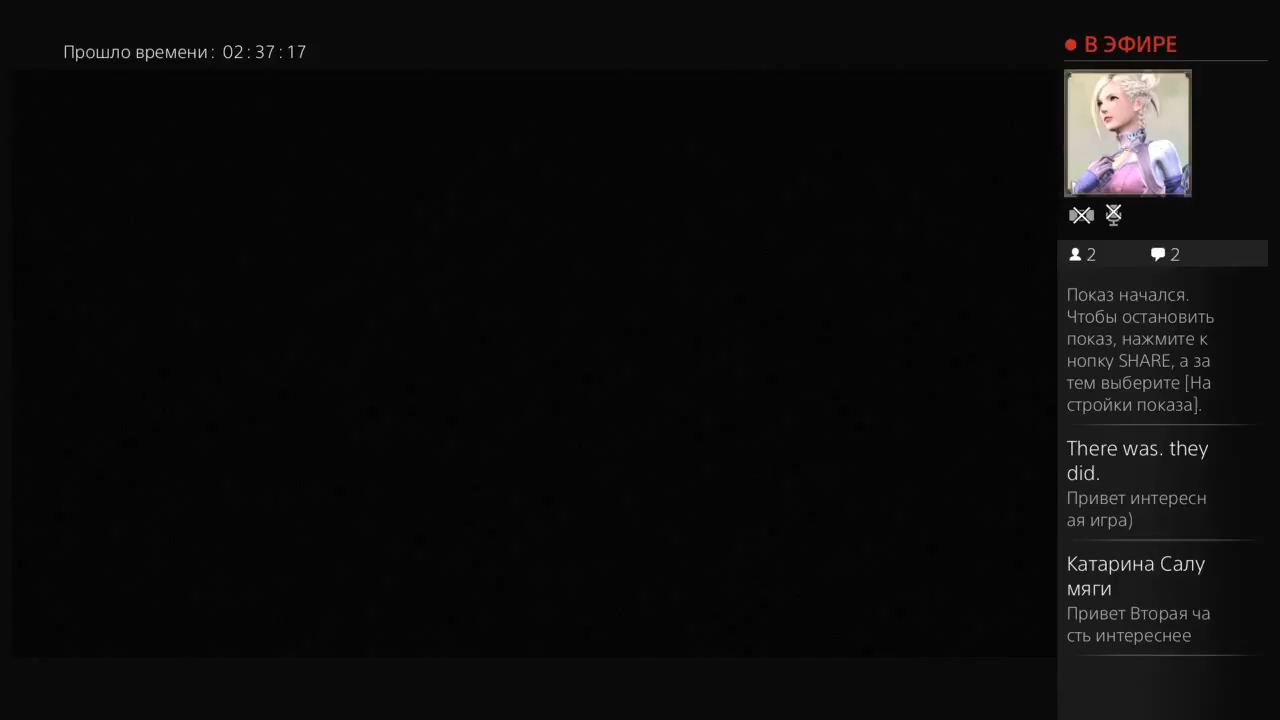 Прошло времени: 02:37:17
В ЭФИРЕ
2
2
Показ начался.
Чтобы остановить
показ, нажмите к
нопку SHARE, а за
тем выберите [На
стройки показа].
There was. they
did.
Привет интересн
ая игра)
Катарина Салу
мяги
Привет Вторая ча
сть интереснее